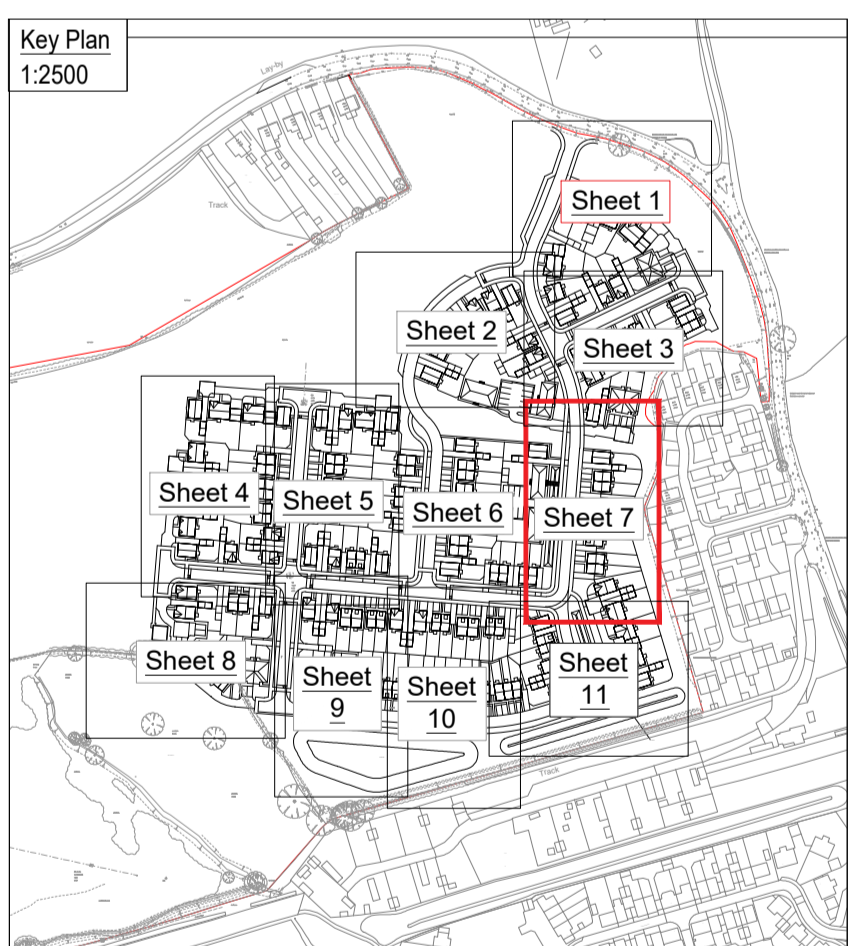 Key Plan
1:2500
Lay-by
Track
Sheet 1
Sheet 2
Sheet 3
Sheet 4
Sheet 5
Sheet 6
Sheet 7
Sheet 8
Sheet
9
Sheet
10
Sheet
11
Track